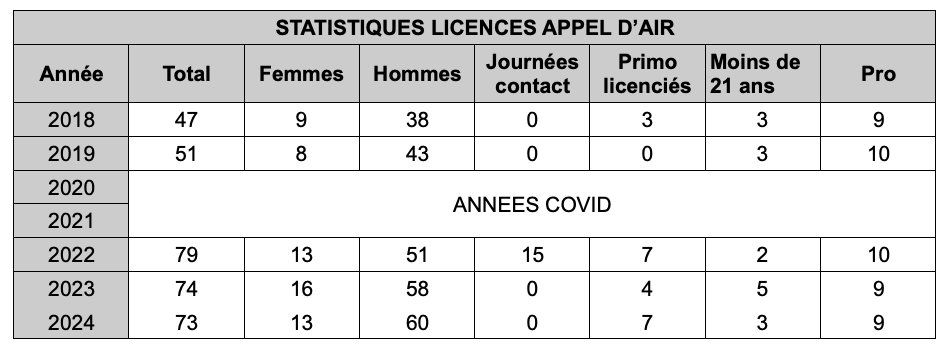 STATISTIQUES LICENCES APPEL D’AIR
Année Total Femmes Hommes Journées contact Primo licenciés Moins de 21 ans Pro
2018 47 9 38 0 3 3 9
2019 51 8 43 0 0 3 10
2020
ANNEES COVID
2021
2022 79 13 51 15 7 2 10
2023 74 16 58 0 4 5 9
2024 73 13 60 0 7 3 9